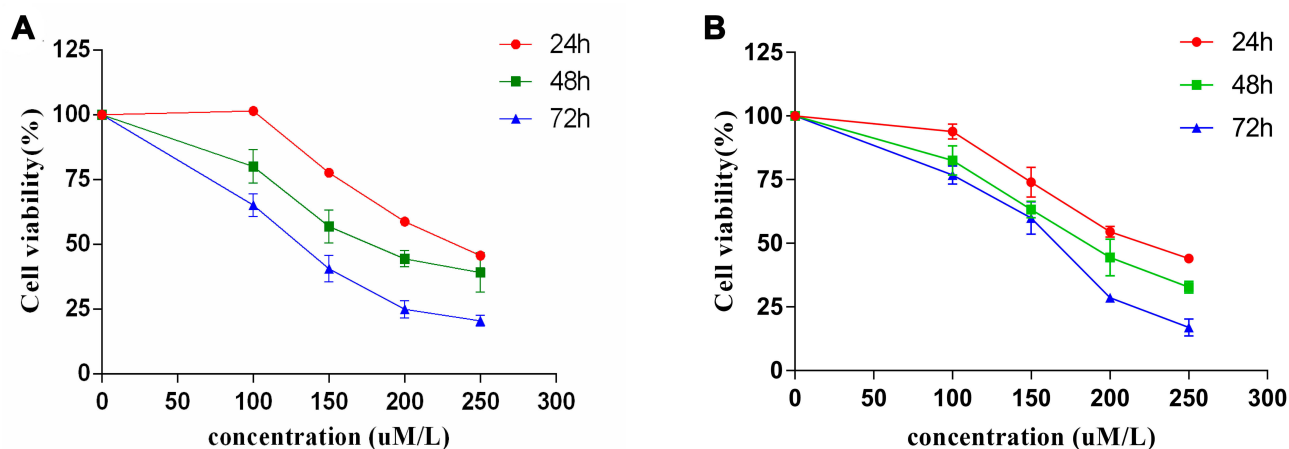 A
125
100
75
50
25
0
Cell viability(%)
0 50 100 150 200 250 300
concentration (uM/L)
24h
48h
72h
B
125
100
75
50
25
0
Cell viability(%)
0 50 100 150 200 250 300
concentration (uM/L)
24h
48h
72h